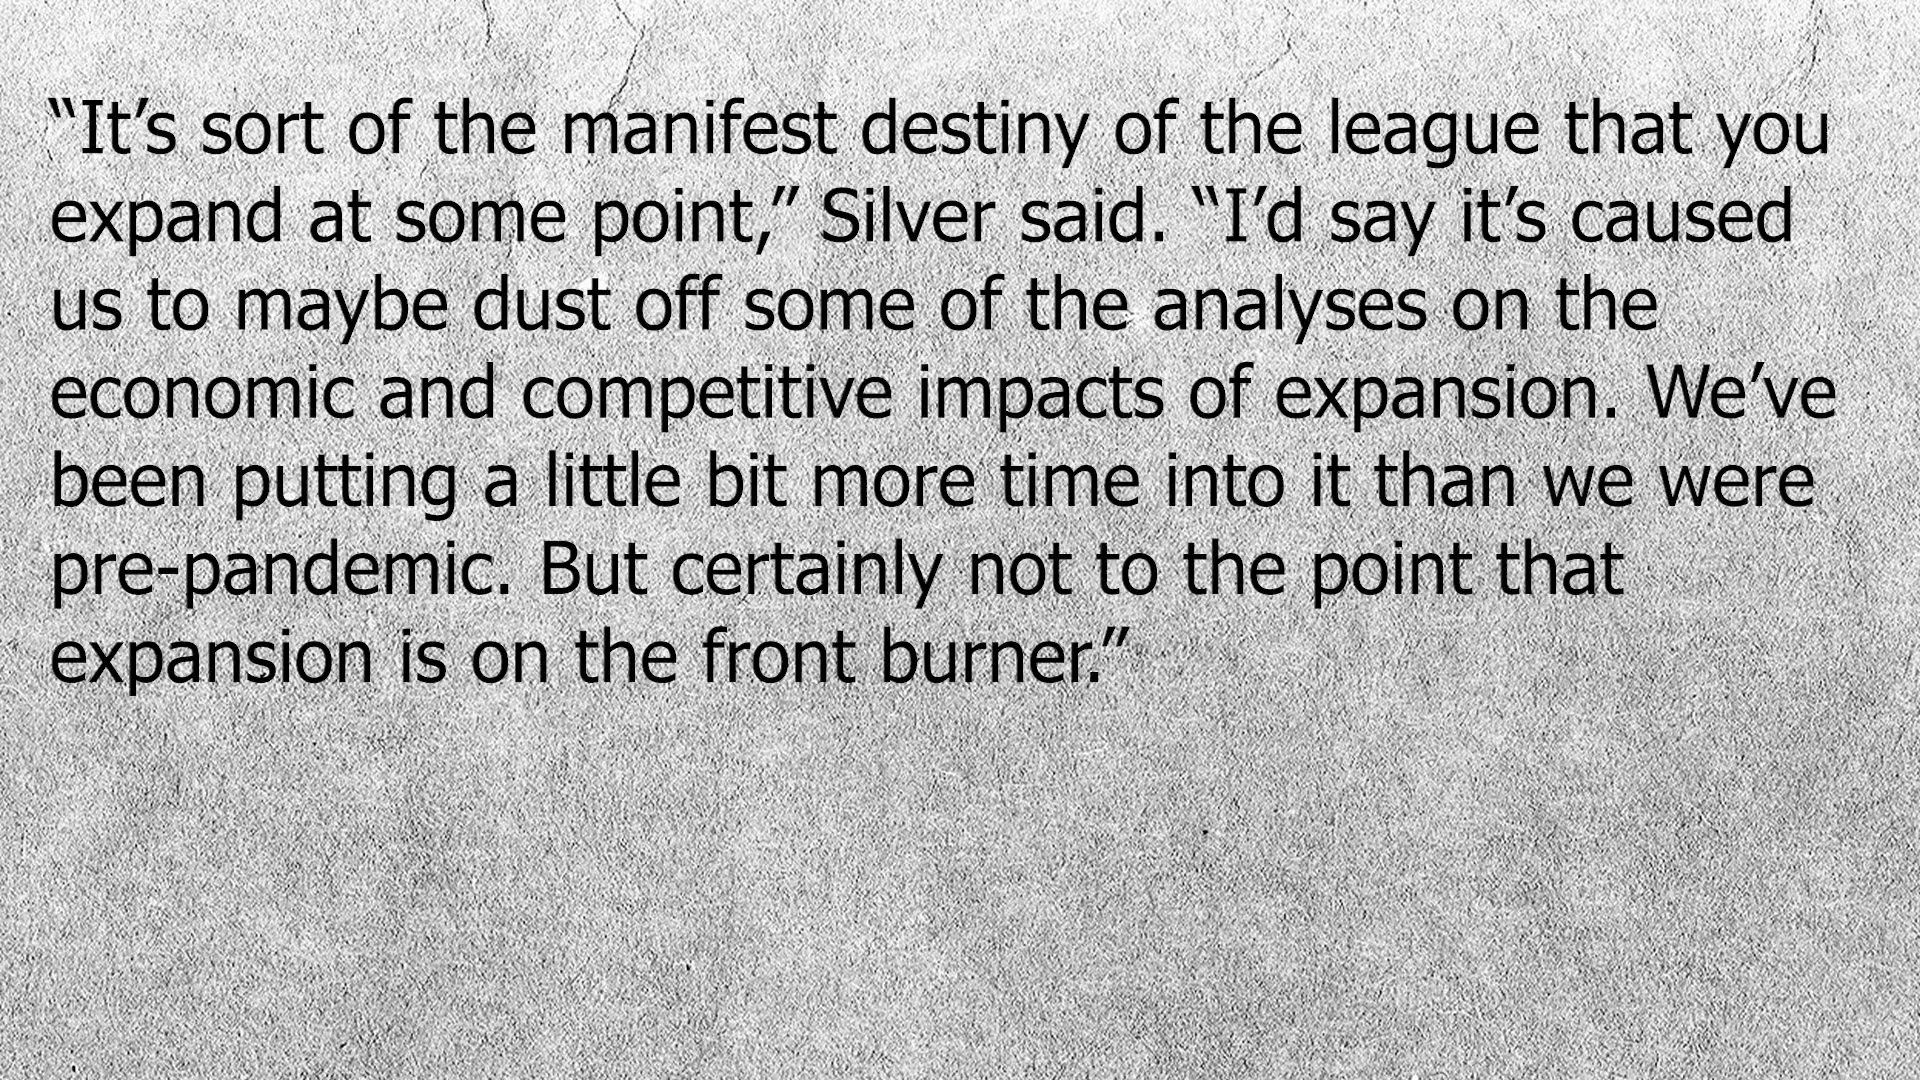 “It’s sort of the manifest destiny of the league that you
expand at some point,” Silver said. “I’d say it’s caused
us to maybe dust off some of the analyses on the
economic and competitive impacts of expansion. We’ve
been putting a little bit more time into it than we were
pre-pandemic. But certainly not to the point that
expansion is on the front burner.”